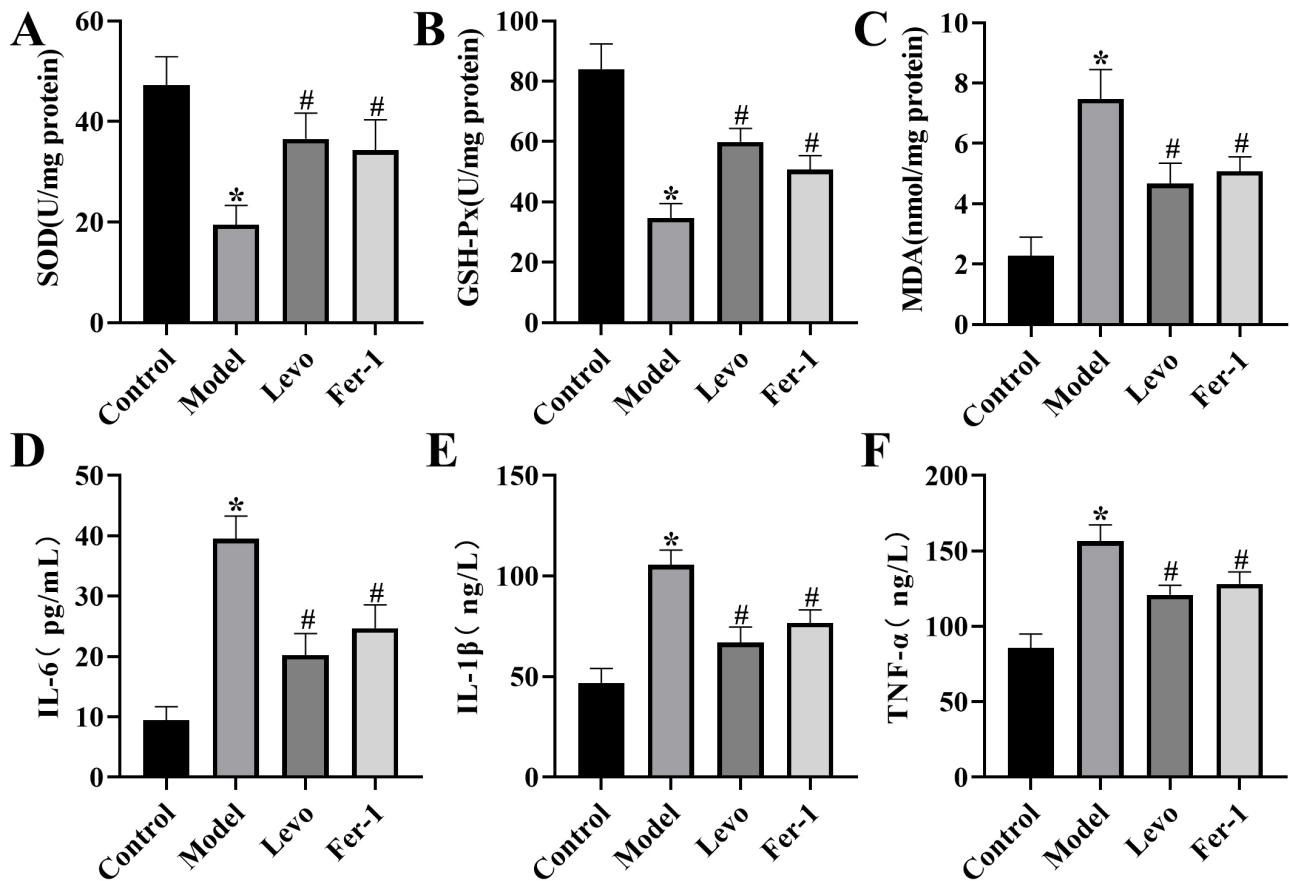 A
SOD(U/mg protein)
60
40
20
0
*
#
#
Control
Model
Levo
Fer-1
B
GSH-Px(U/mg protein)
100
80
60
40
20
0
*
#
#
Control
Model
Levo
Fer-1
C
MDA(nmol/mg protein)
10
8
6
4
2
0
*
#
#
Control
Model
Levo
Fer-1
D
IL-6（pg/mL）
50
40
30
20
10
0
*
#
#
Control
Model
Levo
Fer-1
E
IL-1β（ng/L）
150
100
50
0
*
#
#
Control
Model
Levo
Fer-1
F
TNF-α（ng/L）
200
150
100
50
0
*
#
#
Control
Model
Levo
Fer-1